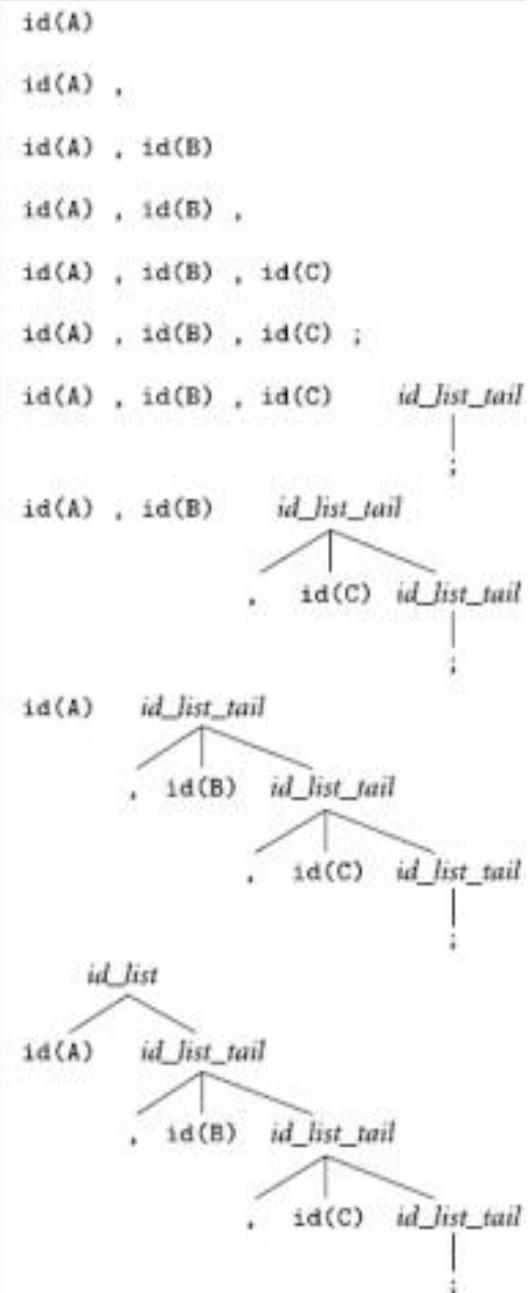 id(A)
id(A) ,
id(A) , id(B)
id(A) , id(B) ,
id(A) , id(B) , id(C)
id(A) , id(B) , id(C) ;
id(A) , id(B) , id(C) id_list_tail
;
id(A) , id(B) id_list_tail
, id(C) id_list_tail
;
id(A) id_list_tail
, id(B) id_list_tail
, id(C) id_list_tail
;
id_list
id(A) id_list_tail
, id(B) id_list_tail
, id(C) id_list_tail
;